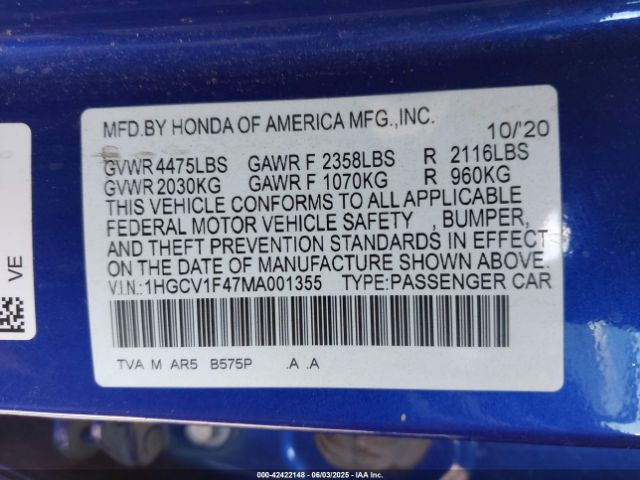 MFD.BY HONDA OF AMERICA MFG.,INC. 10/'20
GVWR 4475LBS GAWR F 2358LBS R 2116LBS
GVWR 2030KG GAWR F 1070KG R 960KG
THIS VEHICLE CONFORMS TO ALL APPLICABLE
FEDERAL MOTOR VEHICLE SAFETY , BUMPER,
AND THEFT PREVENTION STANDARDS IN EFFECT
ON THE DATE OF MANUFACTURE SHOWN ABOVE.
V.I.N.:1HGCV1F47MA001355 TYPE:PASSENGER CAR
TVA M AR5 B575P .A .A
VE
000-42422148 - 06/03/2025 - IAA Inc.